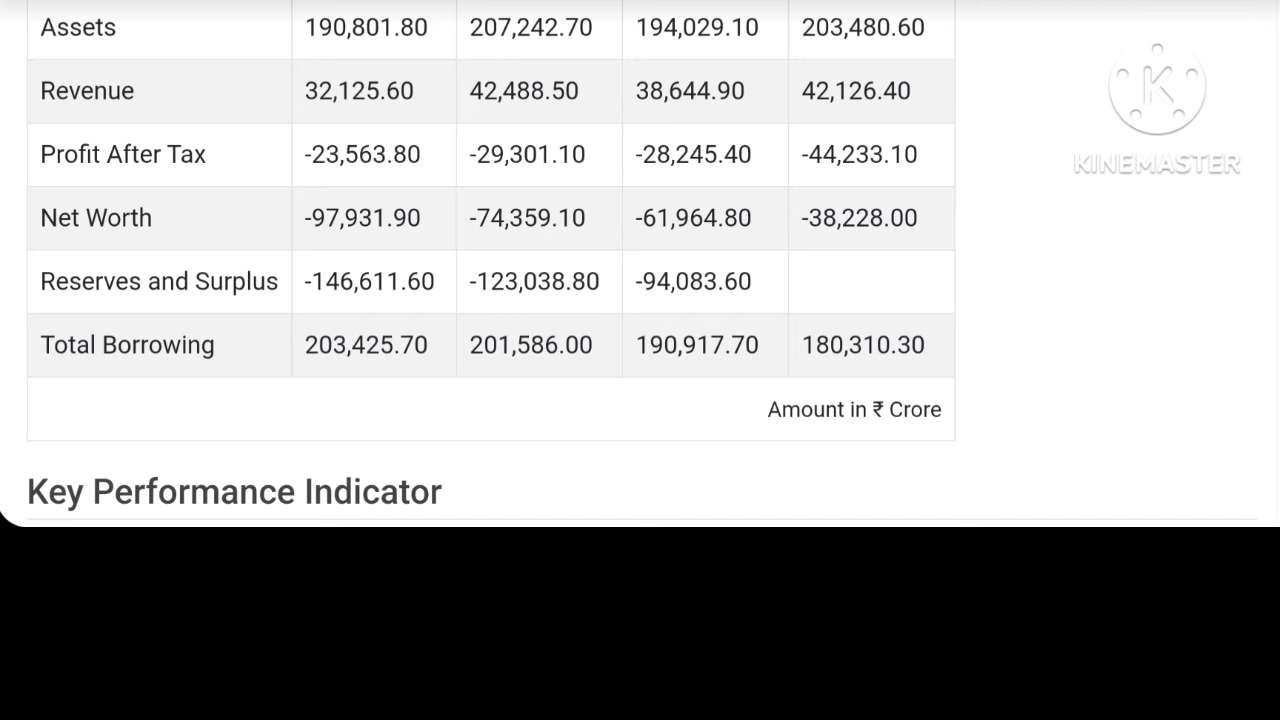 Assets 190,801.80 207,242.70 194,029.10 203,480.60
Revenue 32,125.60 42,488.50 38,644.90 42,126.40
Profit After Tax -23,563.80 -29,301.10 -28,245.40 -44,233.10
Net Worth -97,931.90 -74,359.10 -61,964.80 -38,228.00
Reserves and Surplus -146,611.60 -123,038.80 -94,083.60
Total Borrowing 203,425.70 201,586.00 190,917.70 180,310.30
Amount in ₹ Crore
Key Performance Indicator
K
KINEMASTER